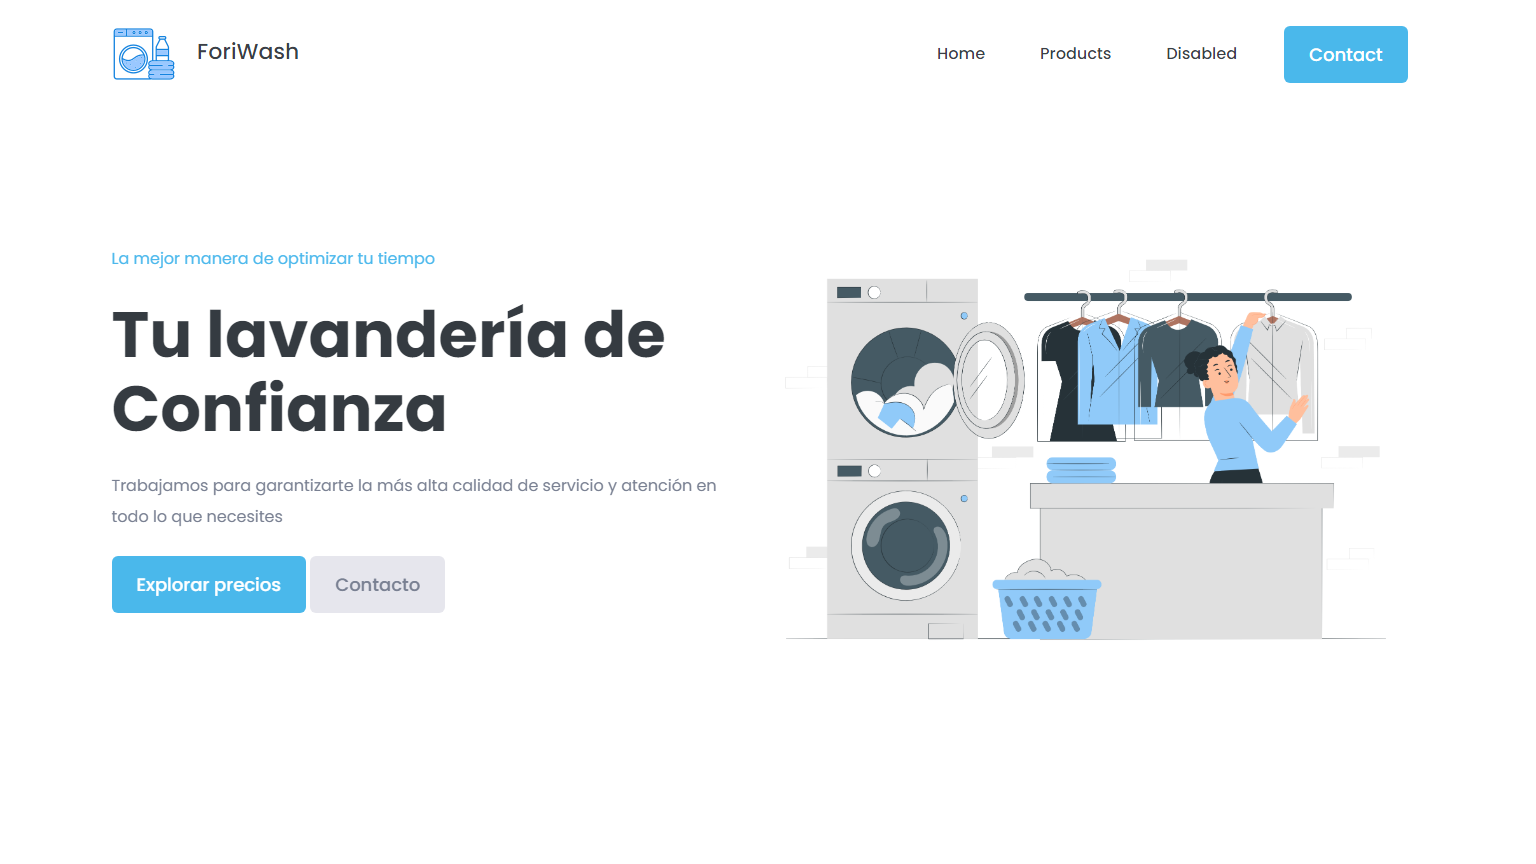 ForiWash
Home
Products
Disabled
Contact
La mejor manera de optimizar tu tiempo
Tu lavandería de
Confianza
Trabajamos para garantizarte la más alta calidad de servicio y atención en
todo lo que necesites
Explorar precios
Contacto